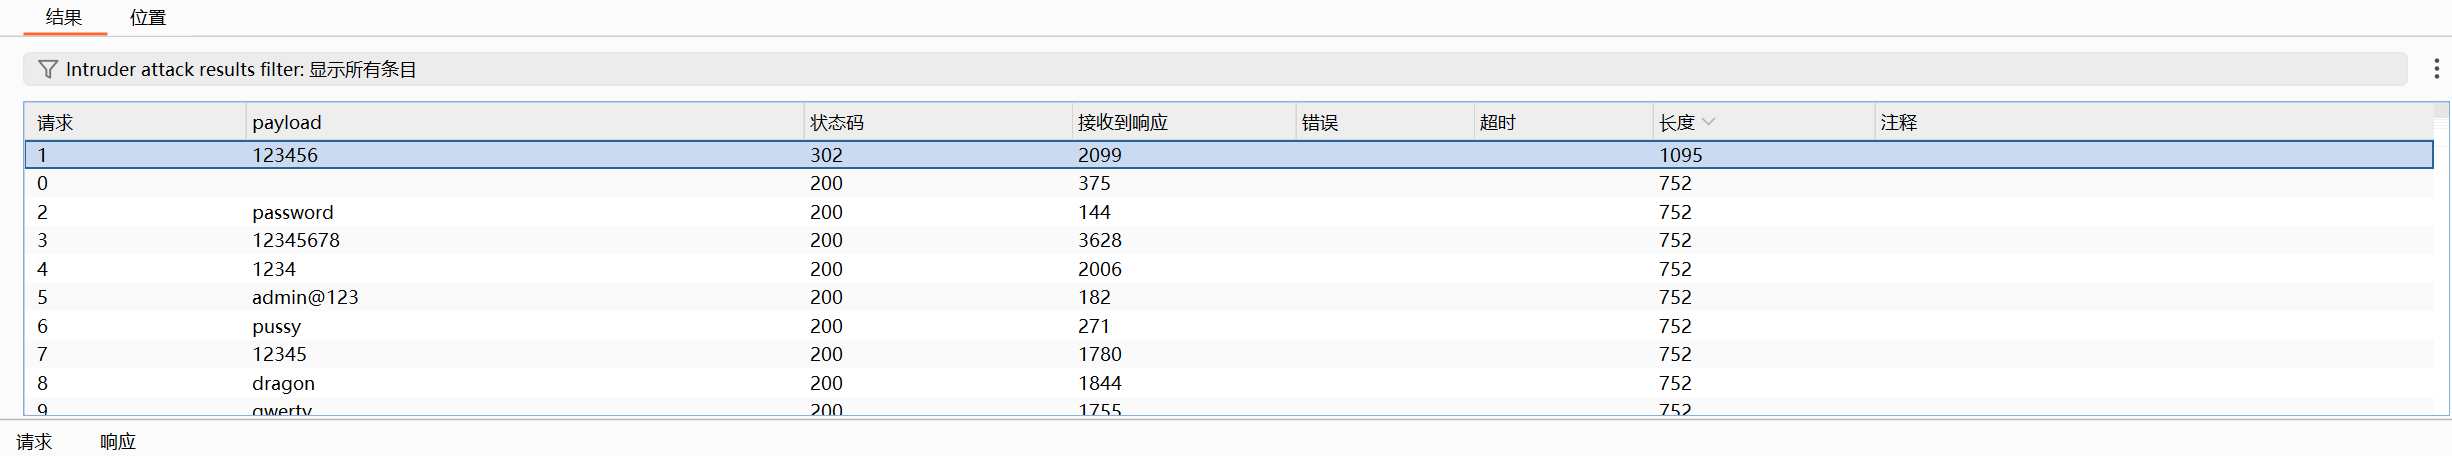 结果 位置
Intruder attack results filter: 显示所有条目
请求 payload 状态码 接收到响应 错误 超时 长度 注释
1 123456 302 2099 1095
0 200 375 752
2 password 200 144 752
3 12345678 200 3628 752
4 1234 200 2006 752
5 admin@123 200 182 752
6 pussy 200 271 752
7 12345 200 1780 752
8 dragon 200 1844 752
9 qwerty 200 1755 752
请求 响应